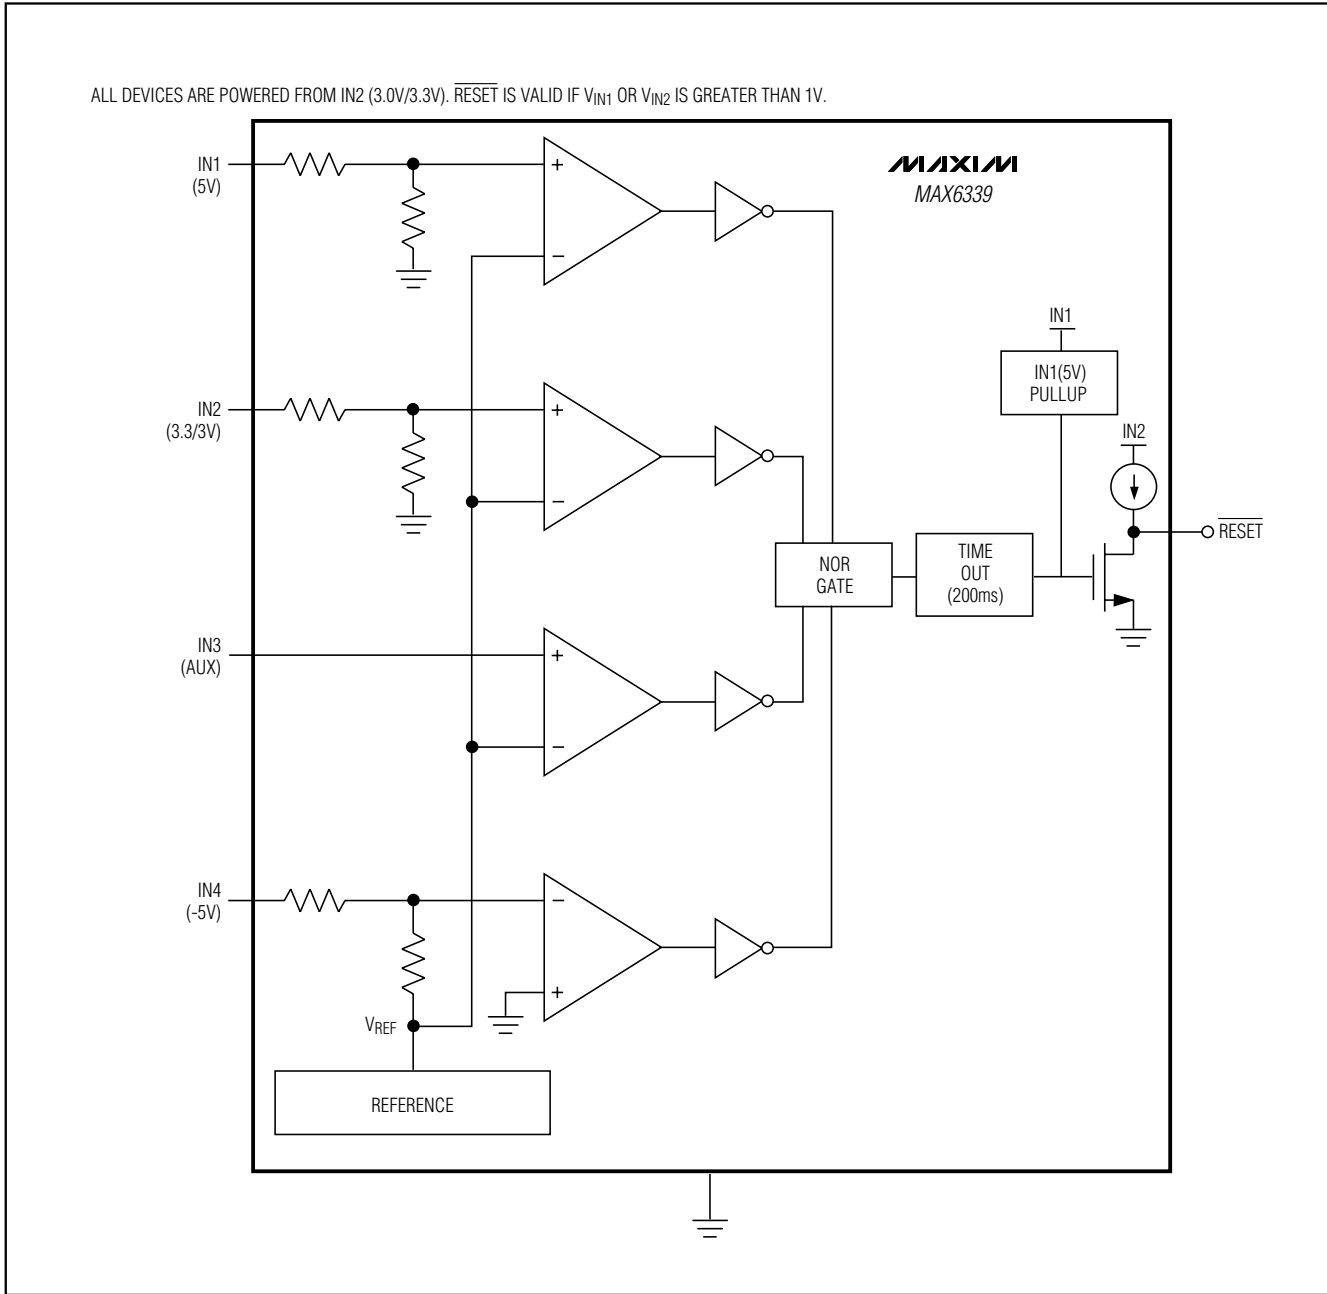 ALL DEVICES ARE POWERED FROM IN2 (3.0V/3.3V). RESET IS VALID IF VIN1 OR VIN2 IS GREATER THAN 1V.
MAXIM
MAX6339
IN1
(5V)
+
−
IN1
IN1(5V)
PULLUP
IN2
(3.3/3V)
+
−
IN2
RESET
NOR
GATE
TIME
OUT
(200ms)
IN3
(AUX)
+
−
IN4
(-5V)
−
+
VREF
REFERENCE